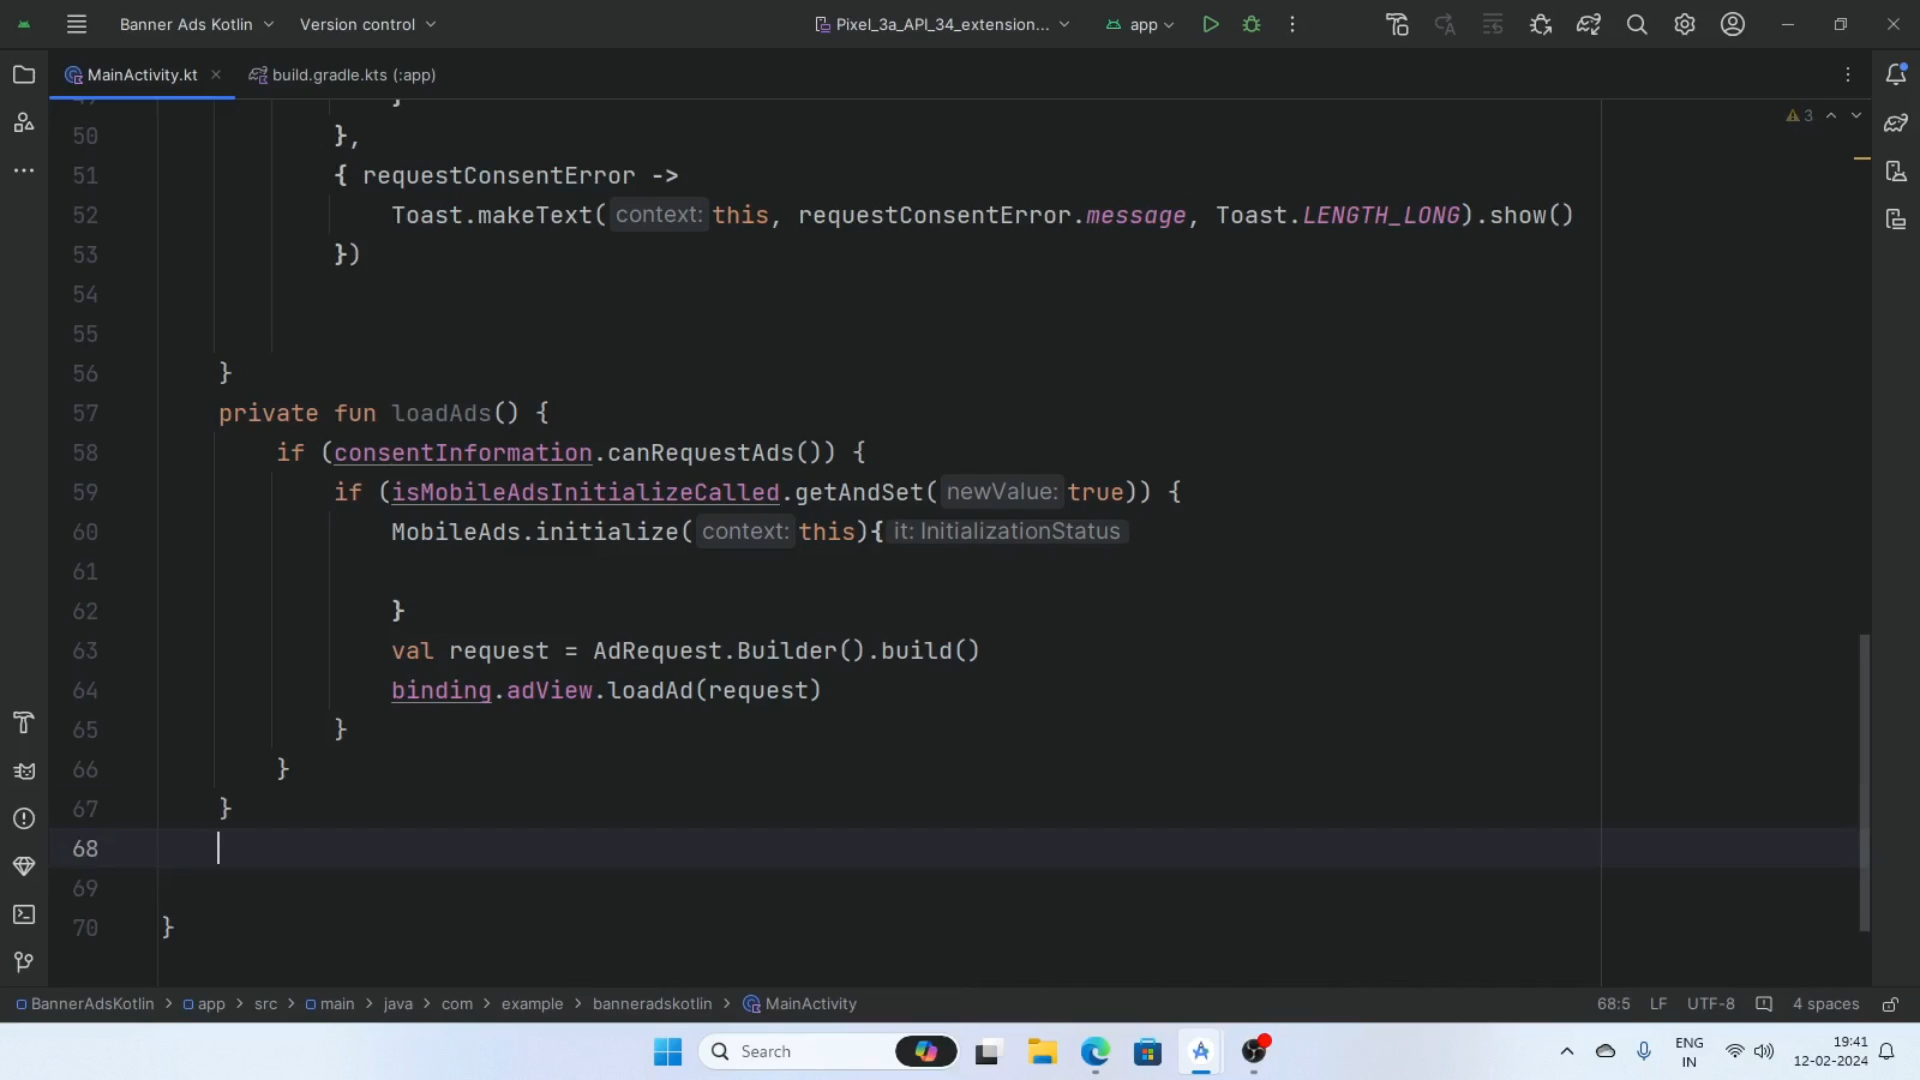 Banner Ads Kotlin
Version control
Pixel_3a_API_34_extension...
app
MainActivity.kt
build.gradle.kts (:app)
3
50 },
51 { requestConsentError ->
52 Toast.makeText( context: this, requestConsentError.message, Toast.LENGTH_LONG).show()
53 })
54
55
56 }
57 private fun loadAds() {
58 if (consentInformation.canRequestAds()) {
59 if (isMobileAdsInitializeCalled.getAndSet( newValue: true)) {
60 MobileAds.initialize( context: this){ it: InitializationStatus
61
62 }
63 val request = AdRequest.Builder().build()
64 binding.adView.loadAd(request)
65 }
66 }
67 }
68
69
70 }
BannerAdsKotlin > app > src > main > java > com > example > banneradskotlin > MainActivity
68:5 LF UTF-8 4 spaces
Search
ENG
IN
19:41
12-02-2024